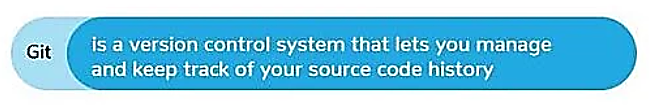 Git
is a version control system that lets you manage
and keep track of your source code history